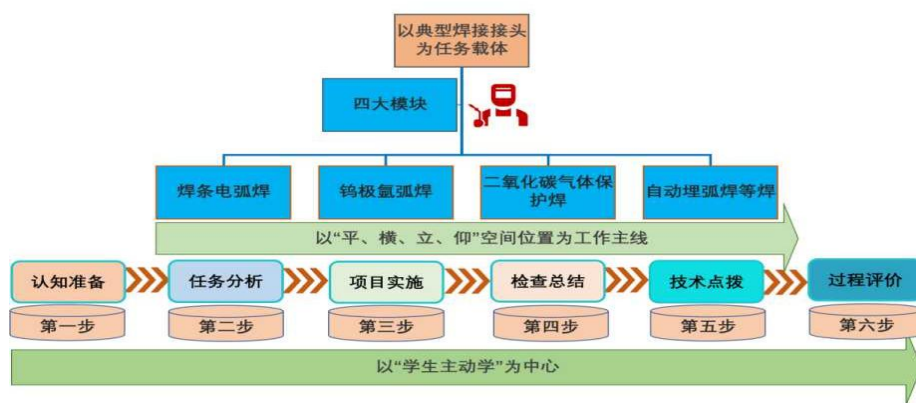 以典型焊接接头
为任务载体
四大模块
焊条电弧焊
钨极氩弧焊
二氧化碳气体保
护焊
自动埋弧焊等焊
以“平、横、立、仰”空间位置为工作主线
认知准备
任务分析
项目实施
检查总结
技术点拨
过程评价
第一步
第二步
第三步
第四步
第五步
第六步
以“学生主动学”为中心